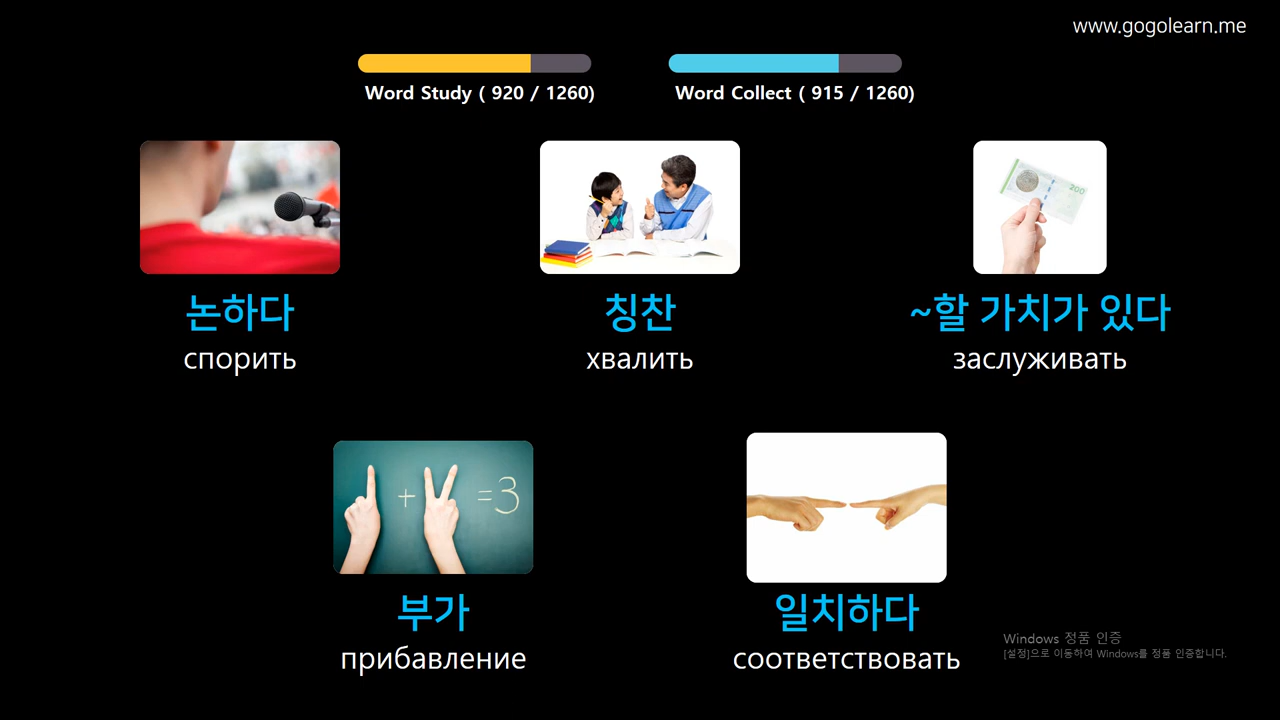 www.gogolearn.me
Word Study ( 920 / 1260)
Word Collect ( 915 / 1260)
200
논하다
спорить
칭찬
хвалить
~할 가치가 있다
заслуживать
+ =3
부가
прибавление
일치하다
соответствовать
Windows 정품 인증
[설정]으로 이동하여 Windows를 정품 인증합니다.